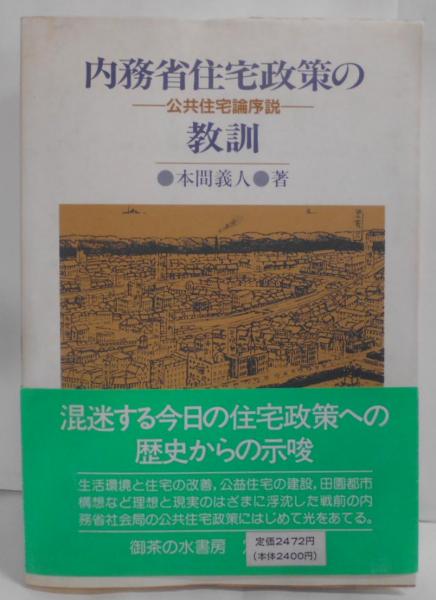 内務省住宅政策の
──公共住宅論序説──
教訓
●本間義人●著
混迷する今日の住宅政策への
歴史からの示唆
生活環境と住宅の改善，公益住宅の建設，田園都市
構想など理想と現実のはざまに浮沈した戦前の内
務省社会局の公共住宅政策にはじめて光をあてる。
御茶の水書房
定価2472円
(本体2400円)